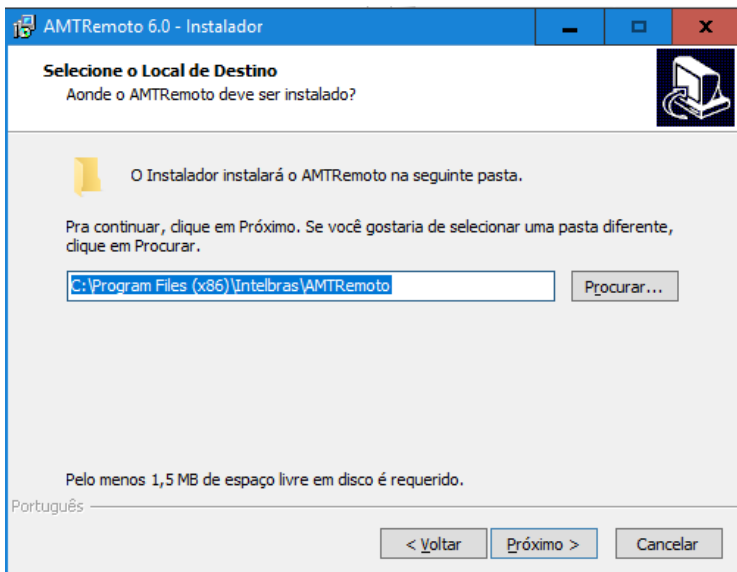 AMTRemoto 6.0 - Instalador
Selecione o Local de Destino
Aonde o AMTRemoto deve ser instalado?
O Instalador instalará o AMTRemoto na seguinte pasta.
Pra continuar, clique em Próximo. Se você gostaria de selecionar uma pasta diferente,
clique em Procurar.
C:\Program Files (x86)\Intelbras\AMTRemoto
Procurar...
Pelo menos 1,5 MB de espaço livre em disco é requerido.
Português
< Voltar Próximo > Cancelar